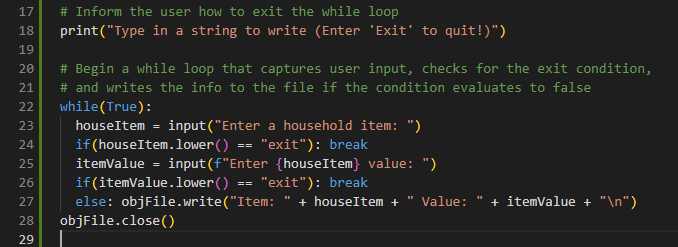 17 # Inform the user how to exit the while loop
18 print("Type in a string to write (Enter 'Exit' to quit!)")
19
20 # Begin a while loop that captures user input, checks for the exit condition,
21 # and writes the info to the file if the condition evaluates to false
22 while(True):
23     houseItem = input("Enter a household item: ")
24     if(houseItem.lower() == "exit"): break
25     itemValue = input(f"Enter {houseItem} value: ")
26     if(itemValue.lower() == "exit"): break
27     else: objFile.write("Item: " + houseItem + " Value: " + itemValue + "\n")
28 objFile.close()
29